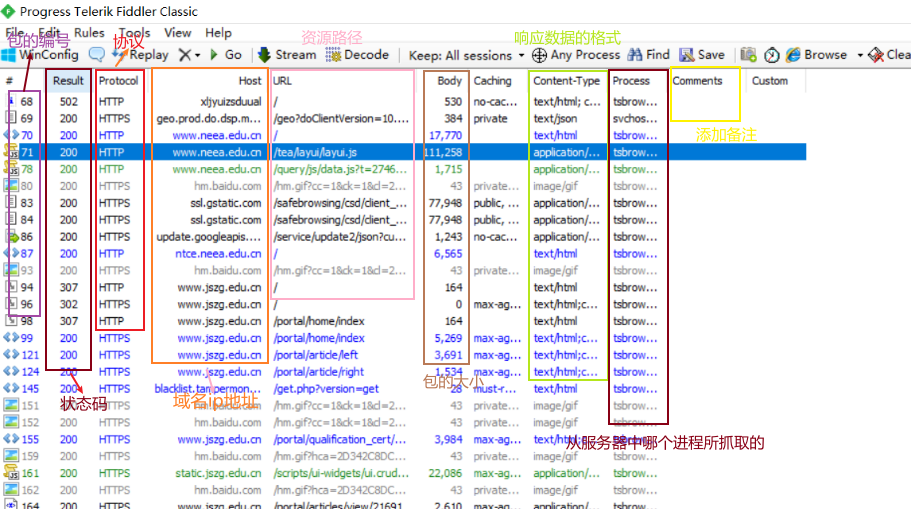 Progress Telerik Fiddler Classic
File Edit Rules Tools View Help
WinConfig Replay Go Stream Decode Keep: All sessions Any Process Find Save Browse Clea
包的编号
协议
资源路径
响应数据的格式
# Result Protocol Host URL Body Caching Content-Type Process Comments Custom
68 502 HTTP xljyuizsduual / 530 no-cac... text/html; c... tsbrow...
69 200 HTTPS geo.prod.do.dsp.m... /geo?doClientVersion=10.... 384 private text/json svchos...
70 200 HTTP www.neea.edu.cn / 17,770 text/html tsbrow...
添加备注
71 200 HTTP www.neea.edu.cn /tea/layui/layui.js 111,258 application/... tsbrow...
78 200 HTTP www.neea.edu.cn /query/js/data.js?t=2746... 1,715 application/... tsbrow...
80 200 HTTPS hm.baidu.com /hm.gif?cc=1&ck=1&d=2... 43 private... image/gif tsbrow...
83 200 HTTPS ssl.gstatic.com /safebrowsing/csd/client_... 77,948 public, ... application/... tsbrow...
84 200 HTTPS ssl.gstatic.com /safebrowsing/csd/client_... 77,948 public, ... application/... tsbrow...
86 200 HTTPS update.googleapis.... /service/update2/json?cu... 1,243 no-cac... application/... tsbrow...
87 200 HTTP ntce.neea.edu.cn / 6,565 text/html tsbrow...
93 200 HTTPS hm.baidu.com /hm.gif?cc=1&ck=1&d=2... 43 private... image/gif tsbrow...
94 307 HTTP www.jszg.edu.cn / 164 text/html tsbrow...
96 302 HTTPS www.jszg.edu.cn / 0 max-ag... text/html;c... tsbrow...
98 307 HTTP www.jszg.edu.cn /portal/home/index 164 text/html tsbrow...
99 200 HTTPS www.jszg.edu.cn /portal/home/index 5,269 max-ag... text/html;c... tsbrow...
121 200 HTTPS www.jszg.edu.cn /portal/article/left 3,691 max-ag... text/html;c... tsbrow...
124 200 HTTPS www.jszg.edu.cn /portal/article/right 1,534 max-ag... text/html;c... tsbrow...
145 200 HTTPS blacklist.tampermon... /get.php?version=get 28 must-r... text/html tsbrow...
包的大小
状态码
域名ip地址
151 200 HTTPS hm.baidu.com /hm.gif?cc=1&ck=1&cl=2... 43 private... image/gif tsbrow...
152 200 HTTPS hm.baidu.com /hm.gif?cc=1&ck=1&cl=2... 43 private... image/gif tsbrow...
155 200 HTTPS www.jszg.edu.cn /portal/qualification_cert/... 3,984 max-ag... text/html;c... tsbrow...
从服务器中哪个进程所抓取的
159 200 HTTPS hm.baidu.com /hm.gif?hca=2D342C8DC... 43 private... image/gif tsbrow...
161 200 HTTPS static.jszg.edu.cn /scripts/ui-widgets/ui.crud... 22,086 max-ag... application/... tsbrow...
162 200 HTTPS hm.baidu.com /hm.gif?hca=2D342C8DC... 43 private... image/gif tsbrow...
164 200 HTTPS www.jszg.edu.cn /portal/articles/view/21691 2,610 max-ag... text/html;c... tsbrow...